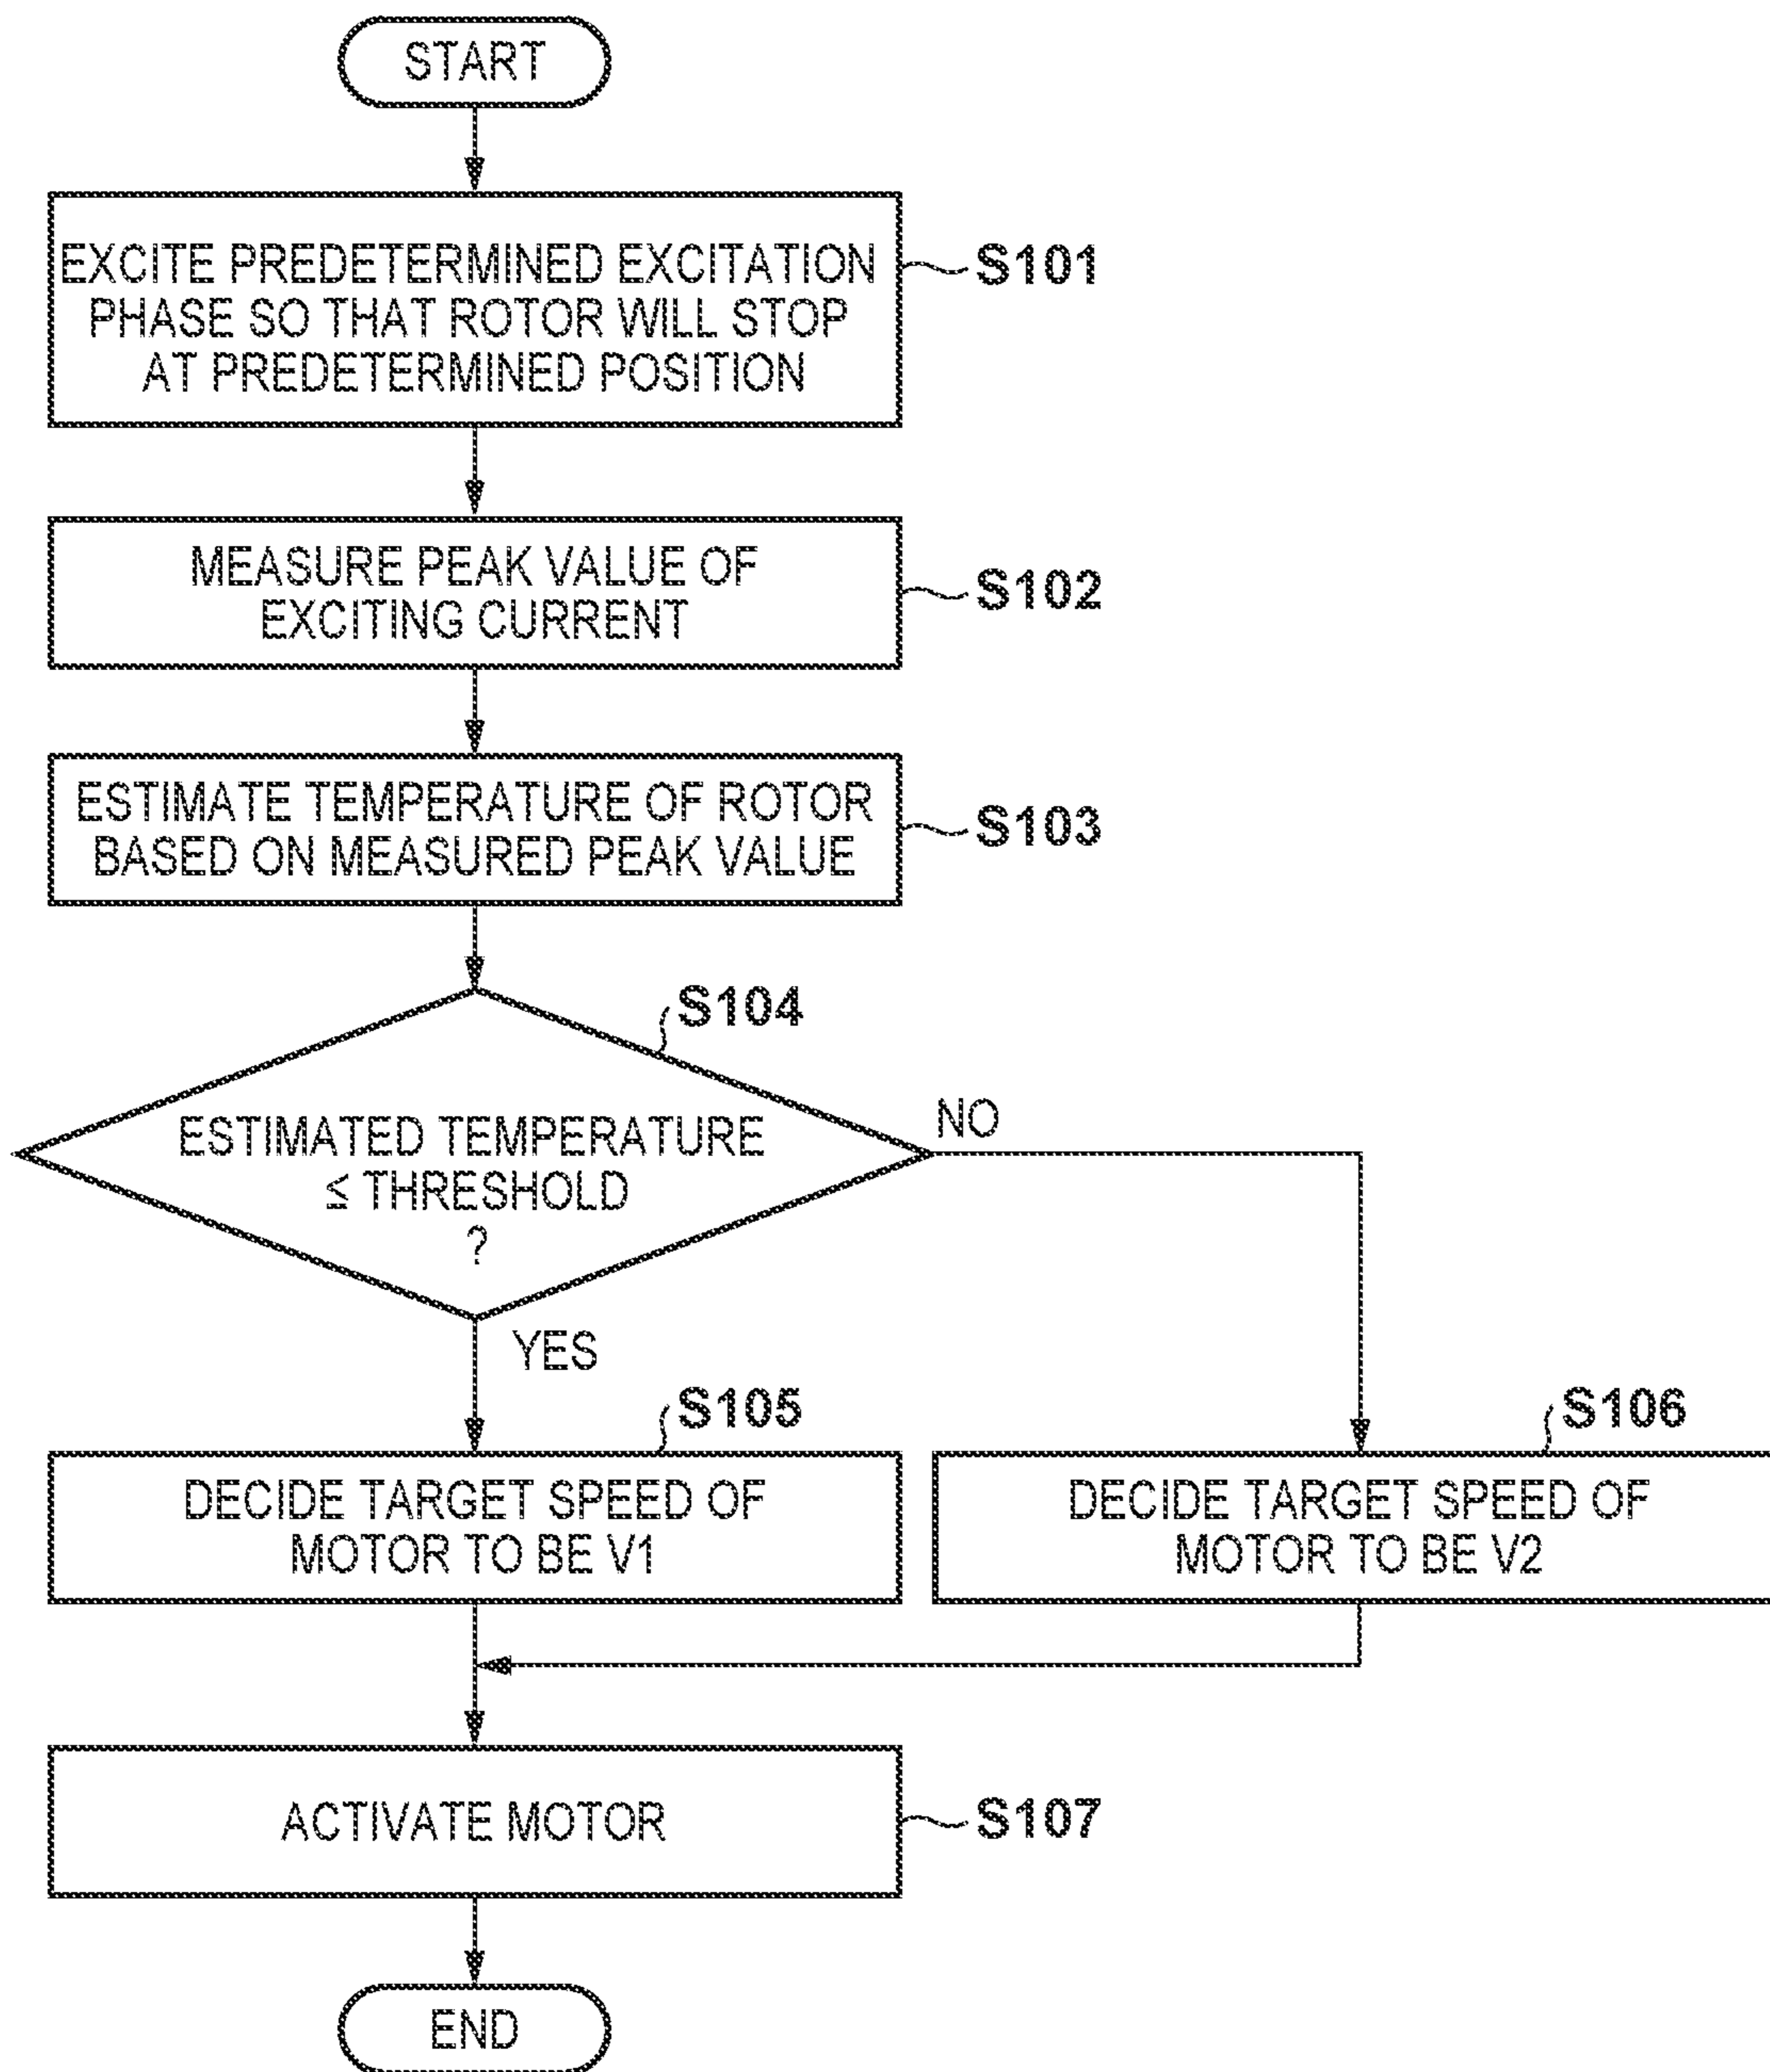 START
EXCITE PREDETERMINED EXCITATION
PHASE SO THAT ROTOR WILL STOP
AT PREDETERMINED POSITION
S101
MEASURE PEAK VALUE OF
EXCITING CURRENT
S102
ESTIMATE TEMPERATURE OF ROTOR
BASED ON MEASURED PEAK VALUE
S103
S104
ESTIMATED TEMPERATURE
≤ THRESHOLD
?
NO
YES
S105
DECIDE TARGET SPEED OF
MOTOR TO BE V1
S106
DECIDE TARGET SPEED OF
MOTOR TO BE V2
ACTIVATE MOTOR
S107
END